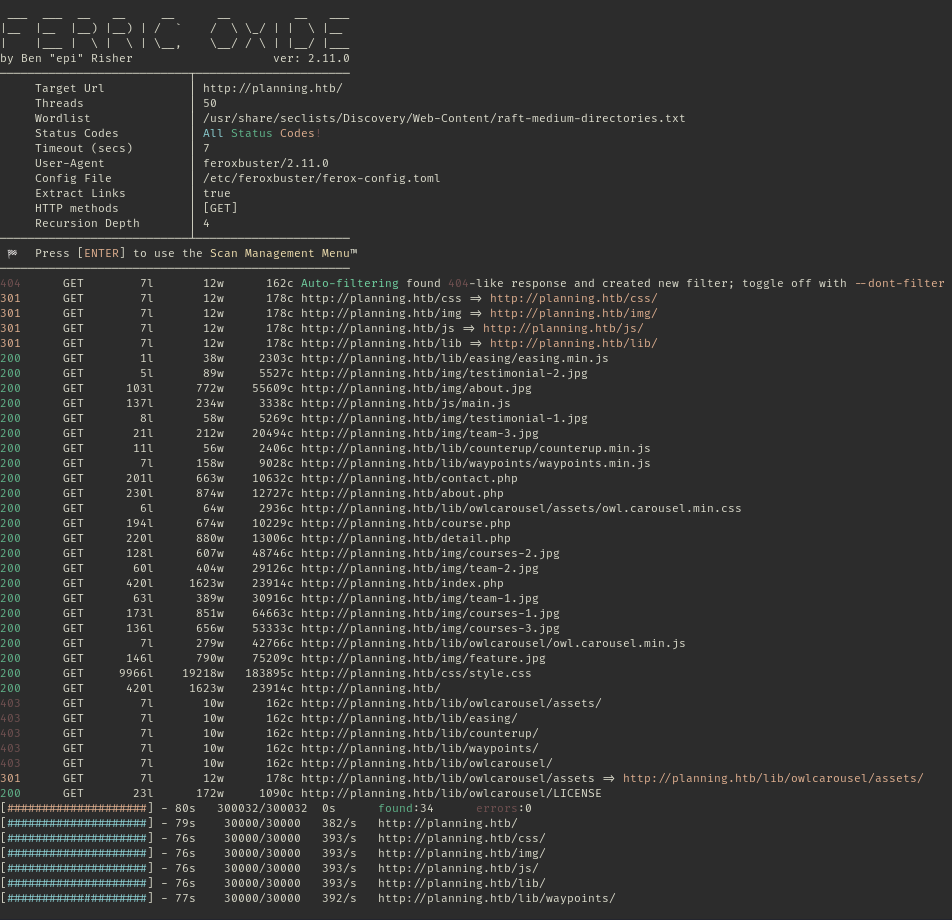 FERRIC OXIDE
by Ben "epi" Risher ver: 2.11.0
Target Url │ http://planning.htb/
Threads │ 50
Wordlist │ /usr/share/seclists/Discovery/Web-Content/raft-medium-directories.txt
Status Codes │ All Status Codes!
Timeout (secs) │ 7
User-Agent │ feroxbuster/2.11.0
Config File │ /etc/feroxbuster/ferox-config.toml
Extract Links │ true
HTTP methods │ [GET]
Recursion Depth │ 4
🏁 Press [ENTER] to use the Scan Management Menu™
404 GET 7l 12w 162c Auto-filtering found 404-like response and created new filter; toggle off with --dont-filter
301 GET 7l 12w 178c http://planning.htb/css => http://planning.htb/css/
301 GET 7l 12w 178c http://planning.htb/img => http://planning.htb/img/
301 GET 7l 12w 178c http://planning.htb/js => http://planning.htb/js/
301 GET 7l 12w 178c http://planning.htb/lib => http://planning.htb/lib/
200 GET 1l 38w 2303c http://planning.htb/lib/easing/easing.min.js
200 GET 5l 89w 5527c http://planning.htb/img/testimonial-2.jpg
200 GET 103l 772w 55609c http://planning.htb/img/about.jpg
200 GET 137l 234w 3338c http://planning.htb/js/main.js
200 GET 8l 58w 5269c http://planning.htb/img/testimonial-1.jpg
200 GET 21l 212w 20494c http://planning.htb/img/team-3.jpg
200 GET 11l 56w 2406c http://planning.htb/lib/counterup/counterup.min.js
200 GET 7l 158w 9028c http://planning.htb/lib/waypoints/waypoints.min.js
200 GET 201l 663w 10632c http://planning.htb/contact.php
200 GET 230l 874w 12727c http://planning.htb/about.php
200 GET 6l 64w 2936c http://planning.htb/lib/owlcarousel/assets/owl.carousel.min.css
200 GET 194l 674w 10229c http://planning.htb/course.php
200 GET 220l 880w 13006c http://planning.htb/detail.php
200 GET 128l 607w 48746c http://planning.htb/img/courses-2.jpg
200 GET 60l 404w 29126c http://planning.htb/img/team-2.jpg
200 GET 420l 1623w 23914c http://planning.htb/index.php
200 GET 63l 389w 30916c http://planning.htb/img/team-1.jpg
200 GET 173l 851w 64663c http://planning.htb/img/courses-1.jpg
200 GET 136l 656w 53333c http://planning.htb/img/courses-3.jpg
200 GET 7l 279w 42766c http://planning.htb/lib/owlcarousel/owl.carousel.min.js
200 GET 146l 790w 75209c http://planning.htb/img/feature.jpg
200 GET 9966l 19218w 183895c http://planning.htb/css/style.css
200 GET 420l 1623w 23914c http://planning.htb/
403 GET 7l 10w 162c http://planning.htb/lib/owlcarousel/assets/
403 GET 7l 10w 162c http://planning.htb/lib/easing/
403 GET 7l 10w 162c http://planning.htb/lib/counterup/
403 GET 7l 10w 162c http://planning.htb/lib/waypoints/
403 GET 7l 10w 162c http://planning.htb/lib/owlcarousel/
301 GET 7l 12w 178c http://planning.htb/lib/owlcarousel/assets => http://planning.htb/lib/owlcarousel/assets/
200 GET 23l 172w 1090c http://planning.htb/lib/owlcarousel/LICENSE
[####################] - 80s 300032/300032 0s found:34 errors:0
[####################] - 79s 30000/30000 382/s http://planning.htb/
[####################] - 76s 30000/30000 393/s http://planning.htb/css/
[####################] - 76s 30000/30000 393/s http://planning.htb/img/
[####################] - 76s 30000/30000 393/s http://planning.htb/js/
[####################] - 76s 30000/30000 393/s http://planning.htb/lib/
[####################] - 77s 30000/30000 392/s http://planning.htb/lib/waypoints/